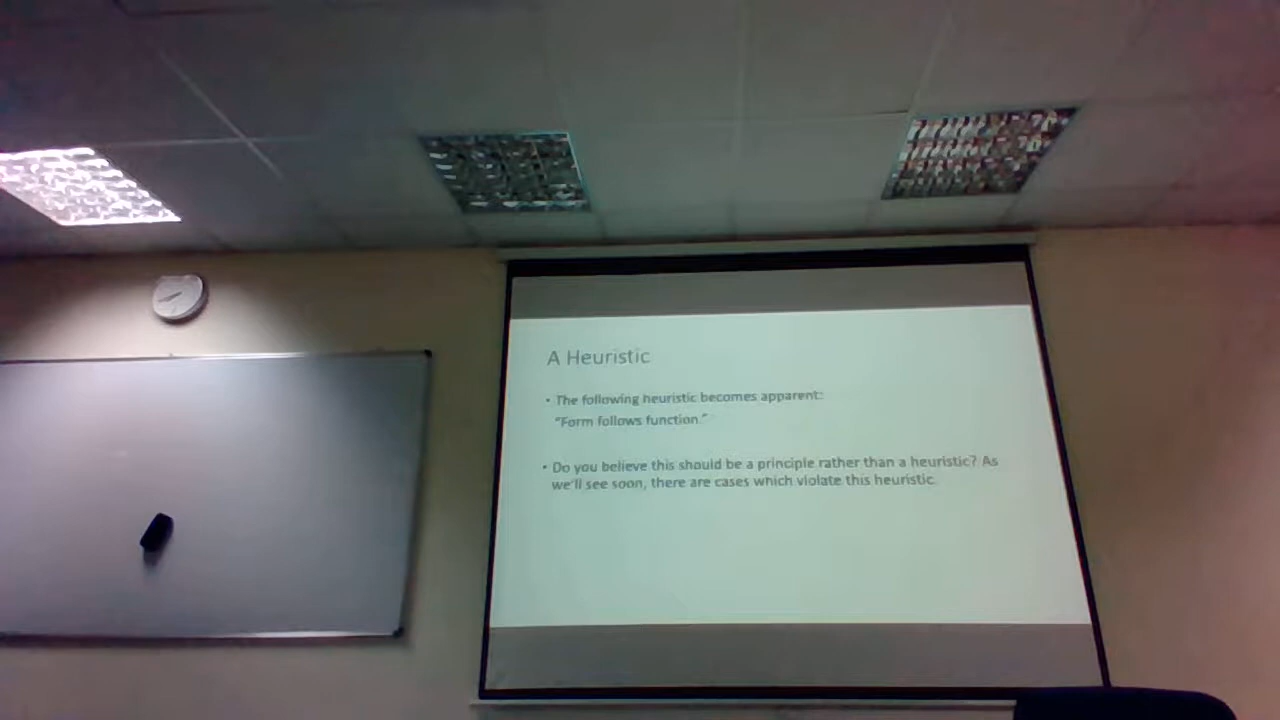 A Heuristic
• The following heuristic becomes apparent:
"Form follows function."
• Do you believe this should be a principle rather than a heuristic? As
we'll see soon, there are cases which violate this heuristic.